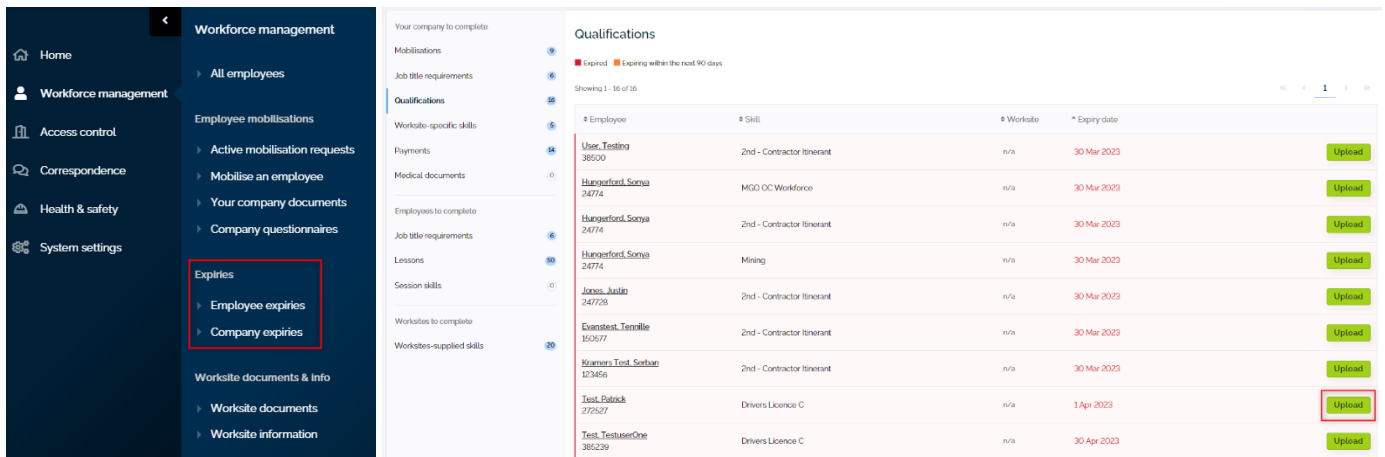 Home
Workforce management
Access control
Correspondence
Health & safety
System settings
Workforce management
All employees
Employee mobilisations
Active mobilisation requests
Mobilise an employee
Your company documents
Company questionnaires
Expiries
Employee expiries
Company expiries
Worksite documents & info
Worksite documents
Worksite information
Your company to complete
Mobilisations 9
Job title requirements 6
Qualifications 16
Worksite-specific skills 5
Payments 14
Medical documents 0
Employees to complete
Job title requirements 6
Lessons 50
Session skills 0
Worksites to complete
Worksites-supplied skills 20
Qualifications
Expired Expiring within the next 90 days
Showing 1 - 16 of 16
« ‹ 1 › »
Employee Skill Worksite Expiry date
User, Testing
38500 2nd - Contractor Itinerant n/a 30 Mar 2023 Upload
Hungerford, Sonya
24774 MGO OC Workforce n/a 30 Mar 2023 Upload
Hungerford, Sonya
24774 2nd - Contractor Itinerant n/a 30 Mar 2023 Upload
Hungerford, Sonya
24774 Mining n/a 30 Mar 2023 Upload
Jones, Justin
247728 2nd - Contractor Itinerant n/a 30 Mar 2023 Upload
Evanstest, Tennille
150577 2nd - Contractor Itinerant n/a 30 Mar 2023 Upload
Kramers Test, Serban
123456 2nd - Contractor Itinerant n/a 30 Mar 2023 Upload
Test, Patrick
272527 Drivers Licence C n/a 1 Apr 2023 Upload
Test, TestuserOne
385239 Drivers Licence C n/a 30 Apr 2023 Upload